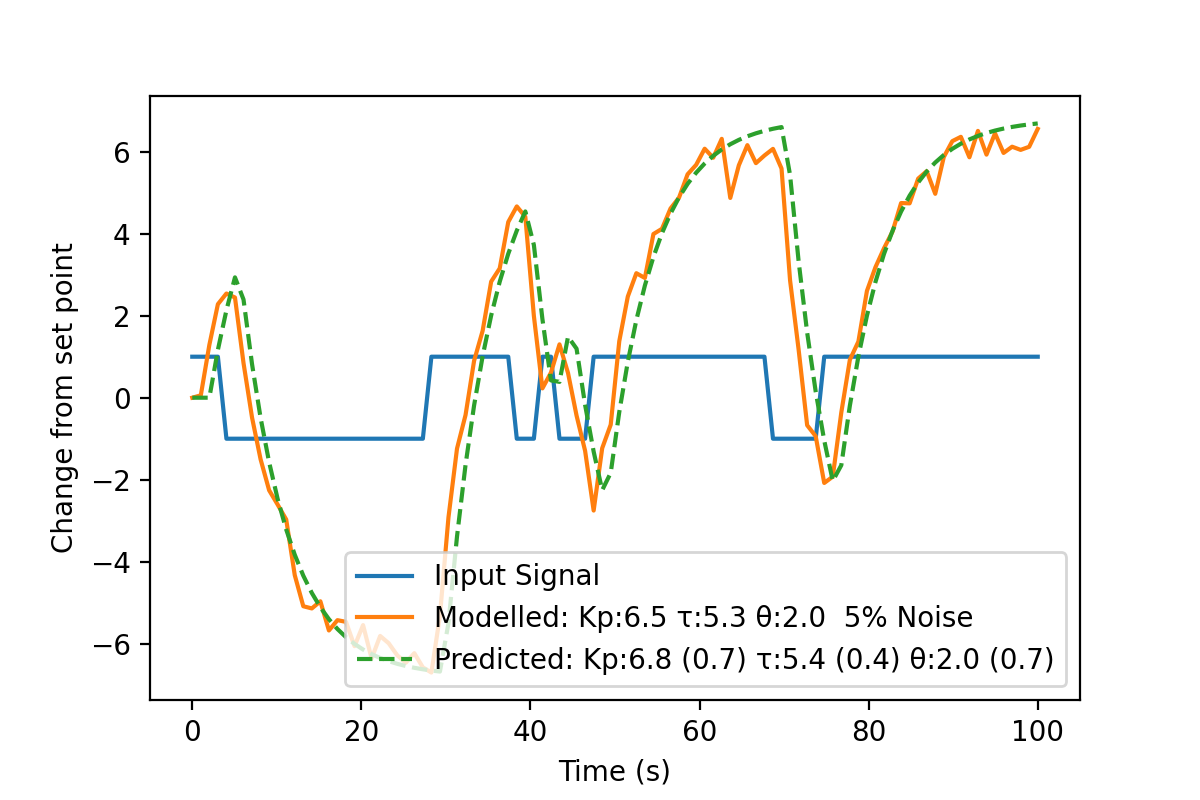 6
4
2
0
−2
−4
−6
Change from set point
Input Signal
Modelled: Kp:6.5 τ:5.3 θ:2.0  5% Noise
Predicted: Kp:6.8 (0.7) τ:5.4 (0.4) θ:2.0 (0.7)
0 20 40 60 80 100
Time (s)